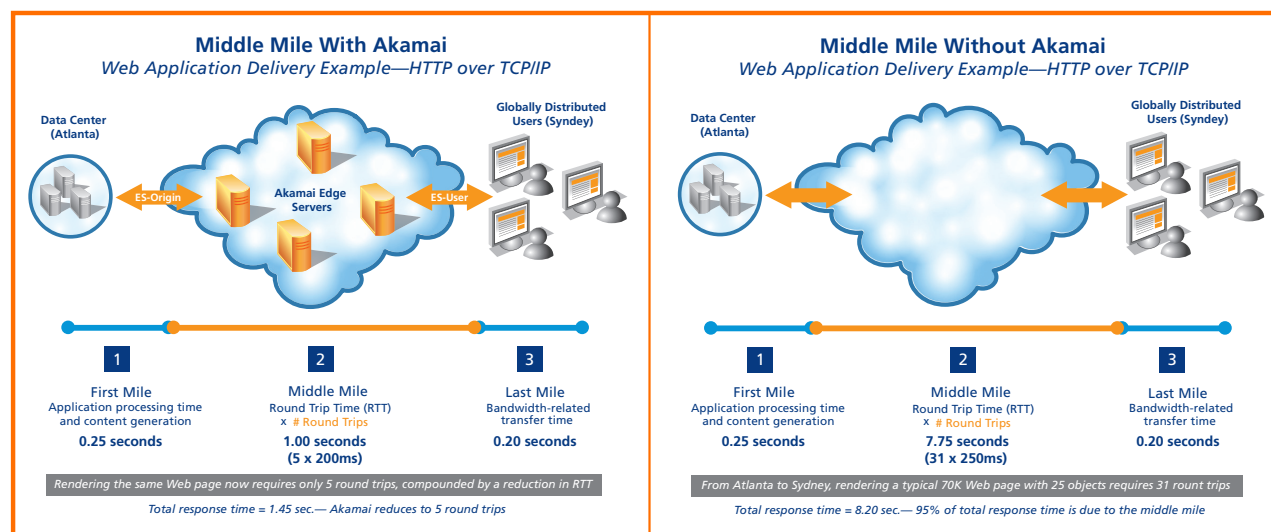 Middle Mile With Akamai
Web Application Delivery Example—HTTP over TCP/IP
Data Center
(Atlanta)
Globally Distributed
Users (Syndey)
ES-Origin
Akamai Edge
Servers
ES-User
1
2
3
First Mile
Application processing time
and content generation
0.25 seconds
Middle Mile
Round Trip Time (RTT)
x # Round Trips
1.00 seconds
(5 x 200ms)
Last Mile
Bandwidth-related
transfer time
0.20 seconds
Rendering the same Web page now requires only 5 round trips, compounded by a reduction in RTT
Total response time = 1.45 sec.— Akamai reduces to 5 round trips
Middle Mile Without Akamai
Web Application Delivery Example—HTTP over TCP/IP
Data Center
(Atlanta)
Globally Distributed
Users (Syndey)
1
2
3
First Mile
Application processing time
and content generation
0.25 seconds
Middle Mile
Round Trip Time (RTT)
x # Round Trips
7.75 seconds
(31 x 250ms)
Last Mile
Bandwidth-related
transfer time
0.20 seconds
From Atlanta to Sydney, rendering a typical 70K Web page with 25 objects requires 31 rount trips
Total response time = 8.20 sec.— 95% of total response time is due to the middle mile